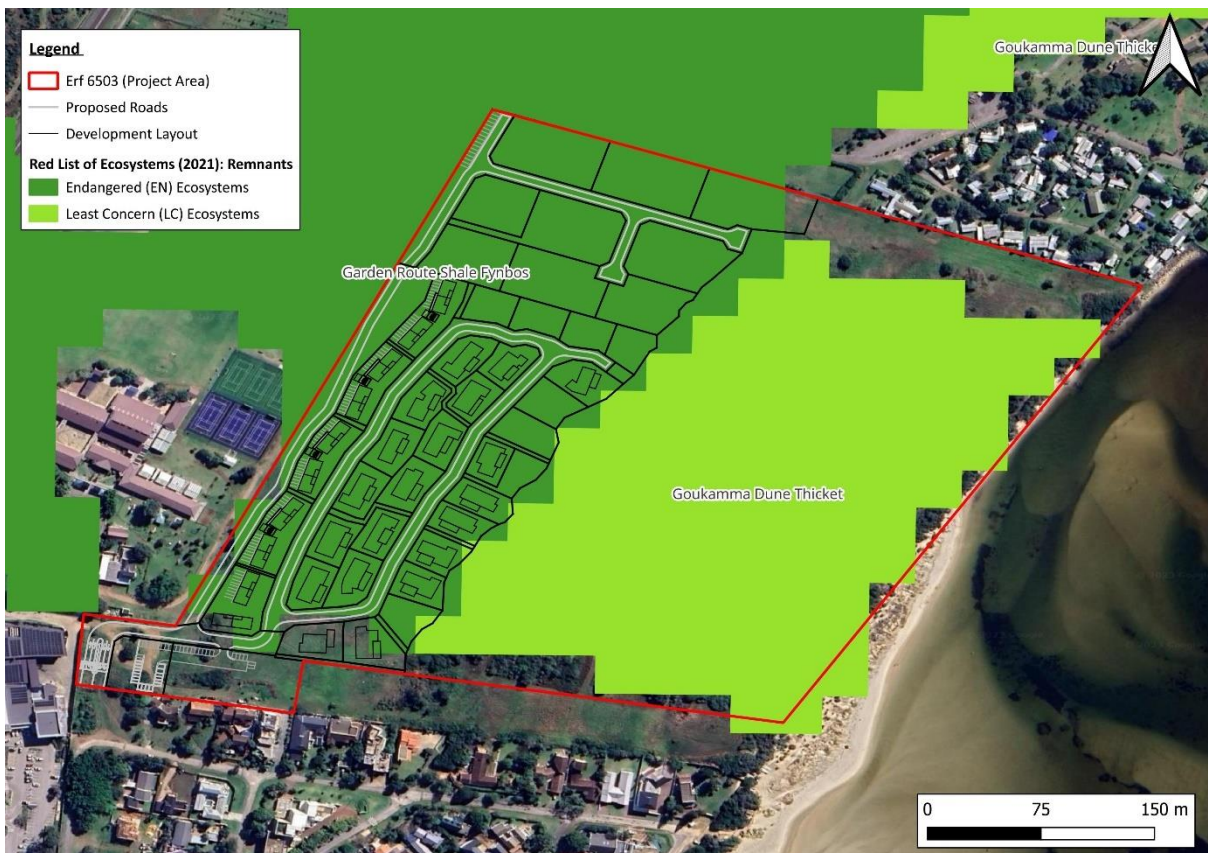 Legend
Erf 6503 (Project Area)
Proposed Roads
Development Layout
Red List of Ecosystems (2021): Remnants
Endangered (EN) Ecosystems
Least Concern (LC) Ecosystems
Goukamma Dune Thicke
Garden Route Shale Fynbos
Goukamma Dune Thicket
0 75 150 m